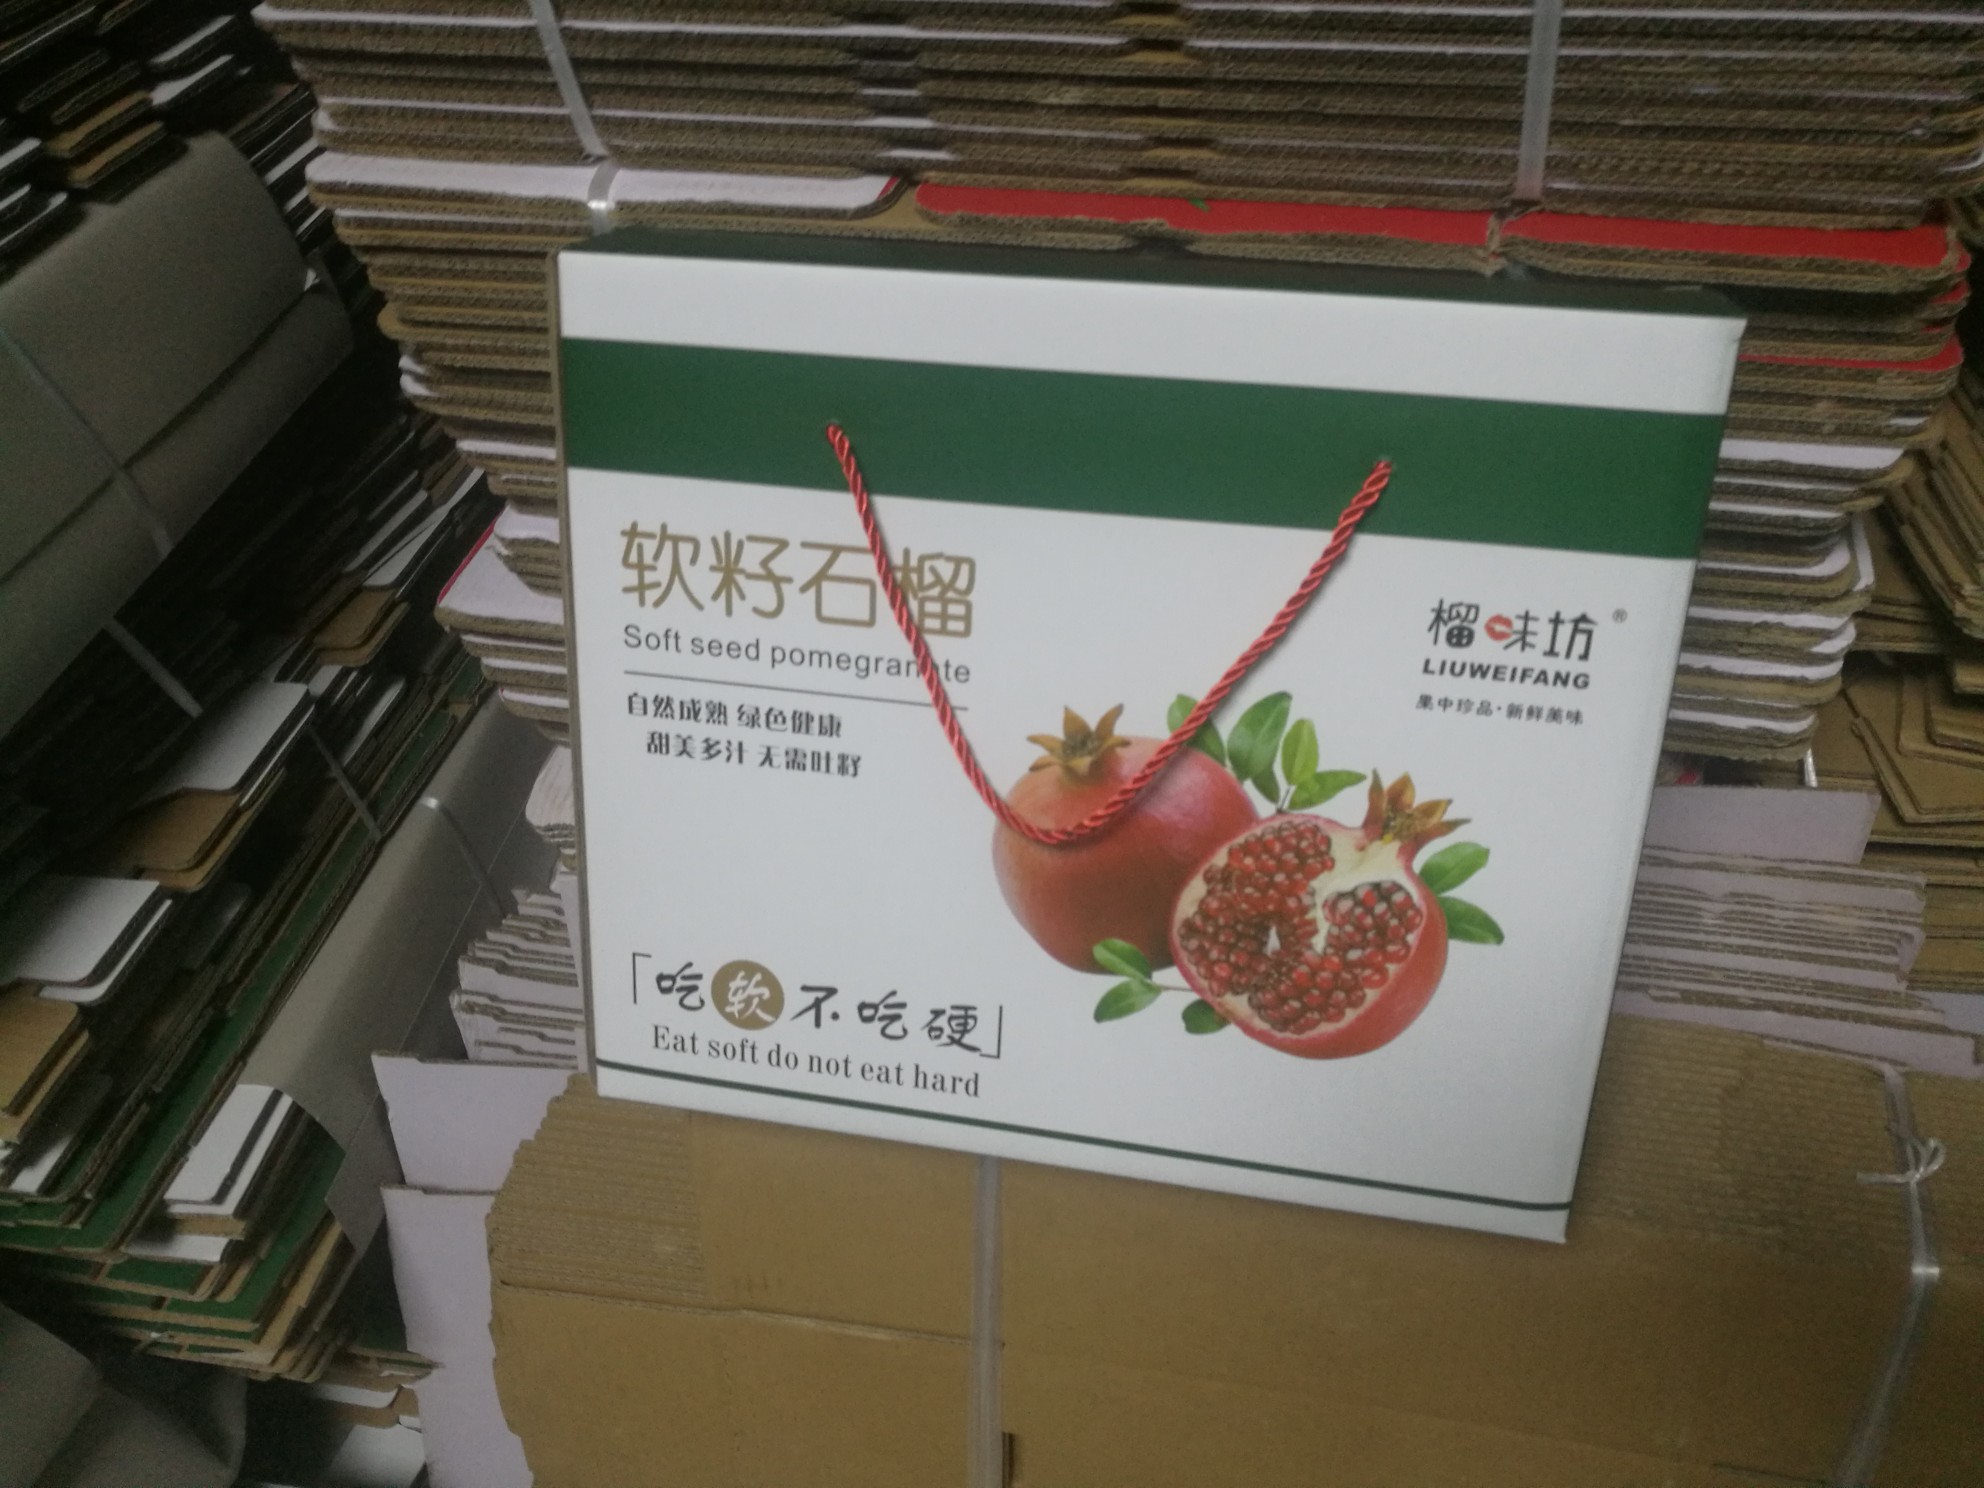 软籽石榴
Soft seed pomegranate
自然成熟 绿色健康
甜美多汁 无需吐籽
榴味坊®
LIUWEIFANG
果中珍品·新鲜美味
「吃软不吃硬」
Eat soft do not eat hard